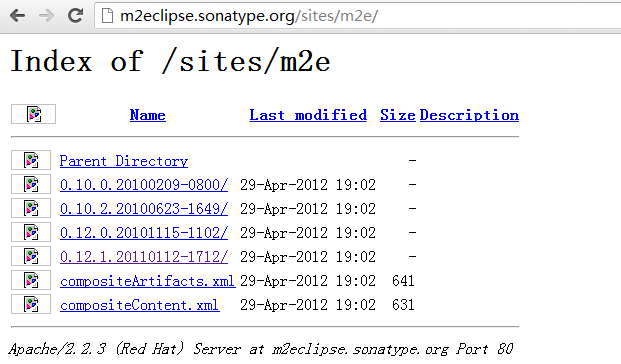 m2eclipse.sonatype.org/sites/m2e/
Index of /sites/m2e
Name Last modified Size Description
Parent Directory -
0.10.0.20100209-0800/ 29-Apr-2012 19:02 -
0.10.2.20100623-1649/ 29-Apr-2012 19:02 -
0.12.0.20101115-1102/ 29-Apr-2012 19:02 -
0.12.1.20110112-1712/ 29-Apr-2012 19:02 -
compositeArtifacts.xml 29-Apr-2012 19:02 641
compositeContent.xml 29-Apr-2012 19:02 631
Apache/2.2.3 (Red Hat) Server at m2eclipse.sonatype.org Port 80